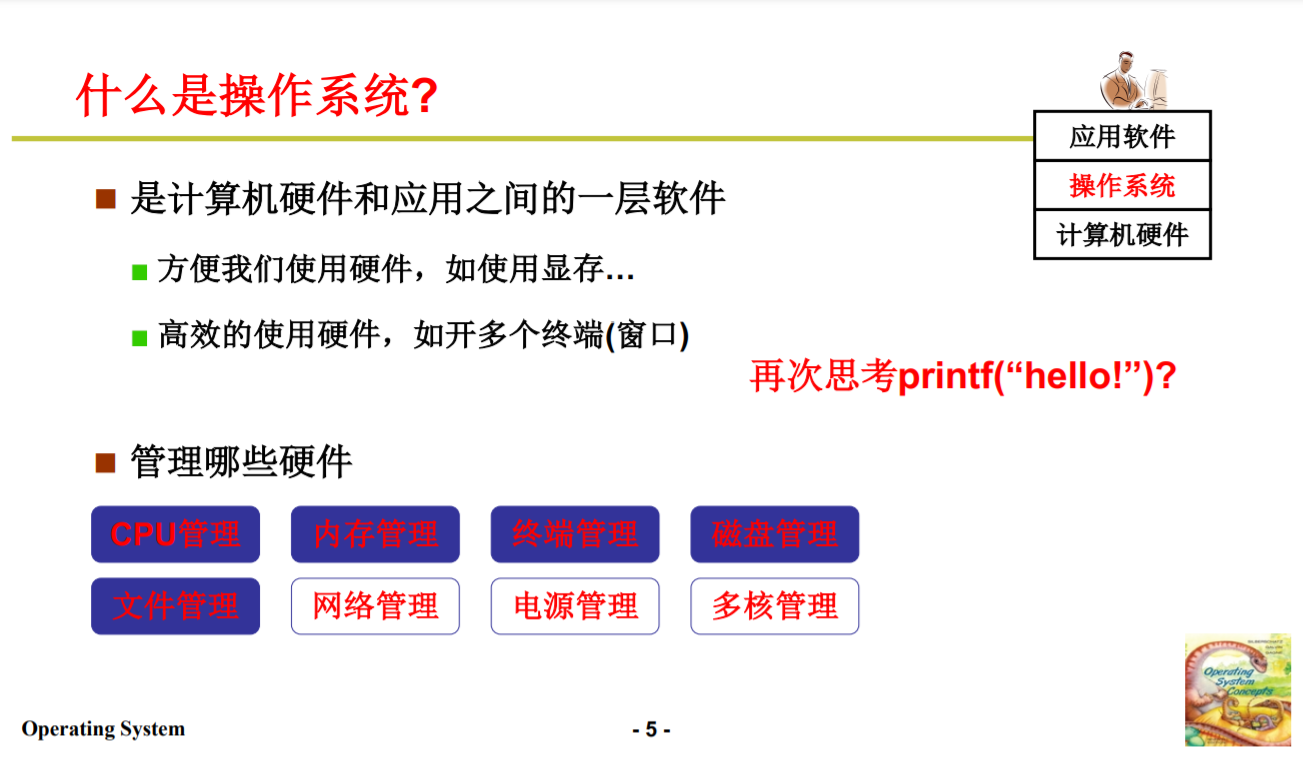 什么是操作系统?
应用软件
操作系统
计算机硬件
是计算机硬件和应用之间的一层软件
方便我们使用硬件，如使用显存…
高效的使用硬件，如开多个终端(窗口)
再次思考printf(“hello!”)?
管理哪些硬件
CPU管理 内存管理 终端管理 磁盘管理
文件管理 网络管理 电源管理 多核管理
Operating
System
Concepts
Operating System
- 5 -